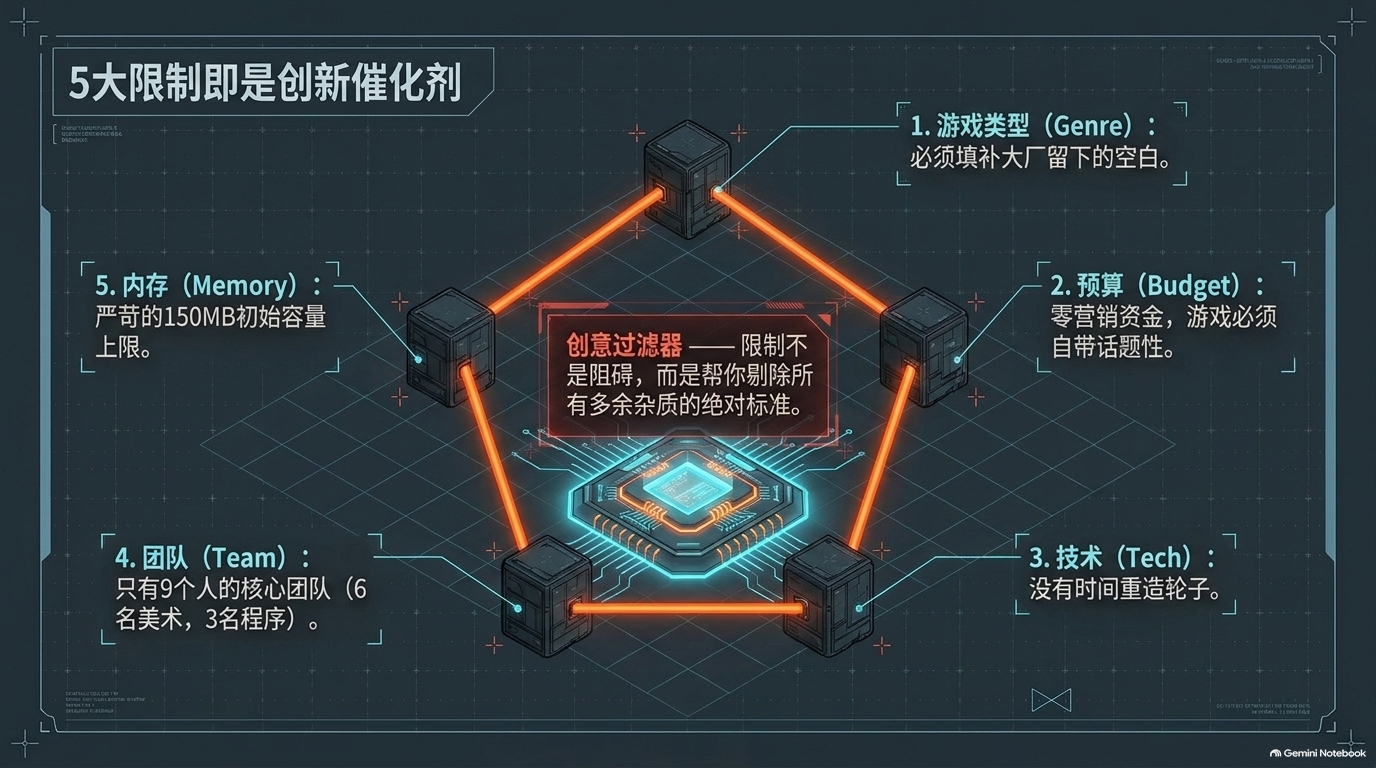 5大限制即是创新催化剂
1. 游戏类型（Genre）：
必须填补大厂留下的空白。
5. 内存（Memory）：
严苛的150MB初始容量
上限。
2. 预算（Budget）：
零营销资金，游戏必须
自带话题性。
创意过滤器 —— 限制不
是阻碍，而是帮你剔除所
有多余杂质的绝对标准。
4. 团队（Team）：
只有9个人的核心团队（6
名美术，3名程序）。
3. 技术（Tech）：
没有时间重造轮子。
Gemini Notebook